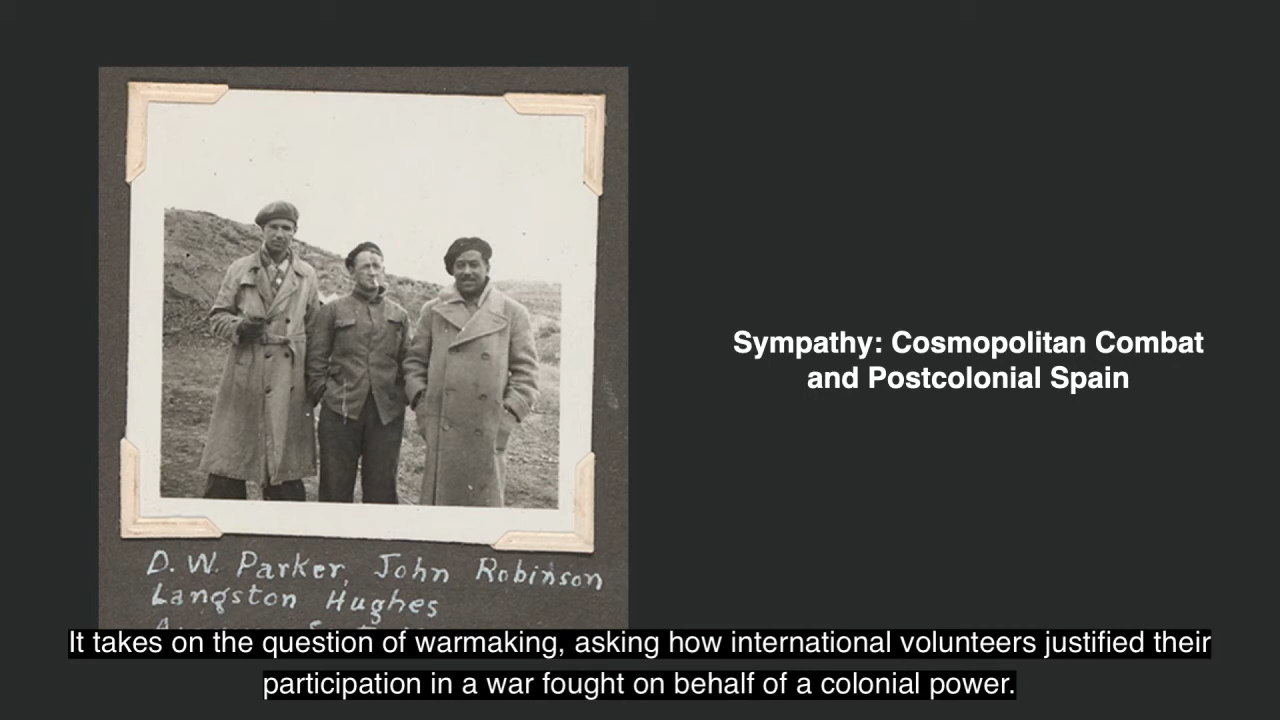 Sympathy: Cosmopolitan Combat
and Postcolonial Spain
D. W. Parker, John Robinson
Langston Hughes
It takes on the question of warmaking, asking how international volunteers justified their
participation in a war fought on behalf of a colonial power.